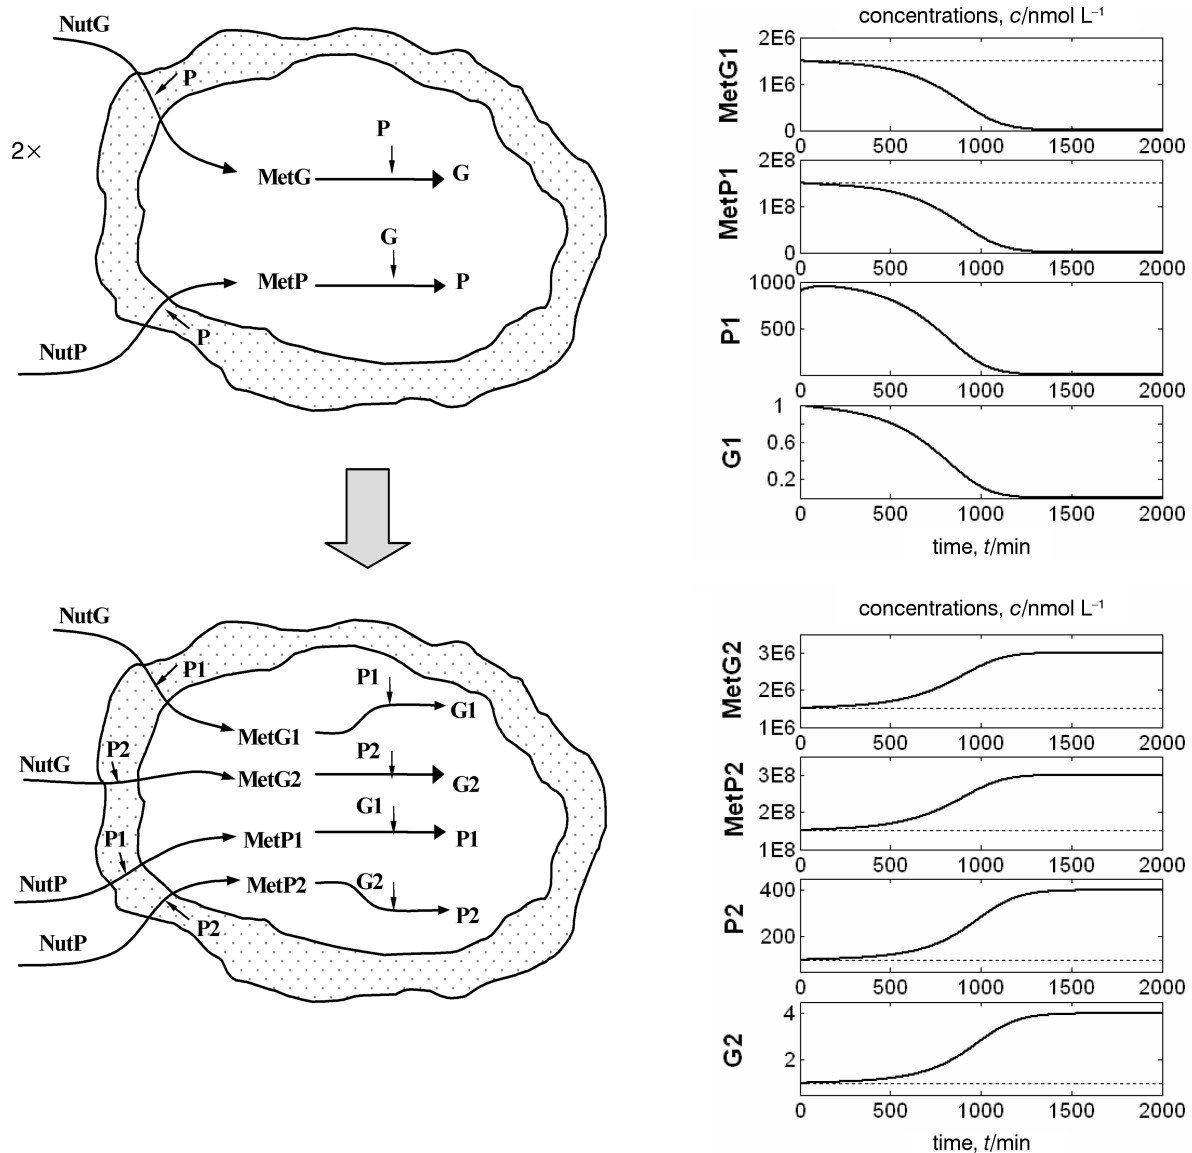 NutG
P
2×
P
MetG
G
G
MetP
P
P
NutP
concentrations, c/nmol L⁻¹
MetG1
2E6
1E6
0
0 500 1000 1500 2000
MetP1
2E8
1E8
0
0 500 1000 1500 2000
P1
1000
500
0 500 1000 1500 2000
G1
1
0.6
0.2
0 500 1000 1500 2000
time, t/min
NutG
P1
P1
G1
MetG1
P2
NutG
P2
MetG2
G2
G1
P1
MetP1
P1
NutP
G2
MetP2
P2
P2
NutP
concentrations, c/nmol L⁻¹
MetG2
3E6
2E6
1E6
0 500 1000 1500 2000
MetP2
3E8
2E8
1E8
0 500 1000 1500 2000
P2
400
200
0 500 1000 1500 2000
G2
4
2
0 500 1000 1500 2000
time, t/min